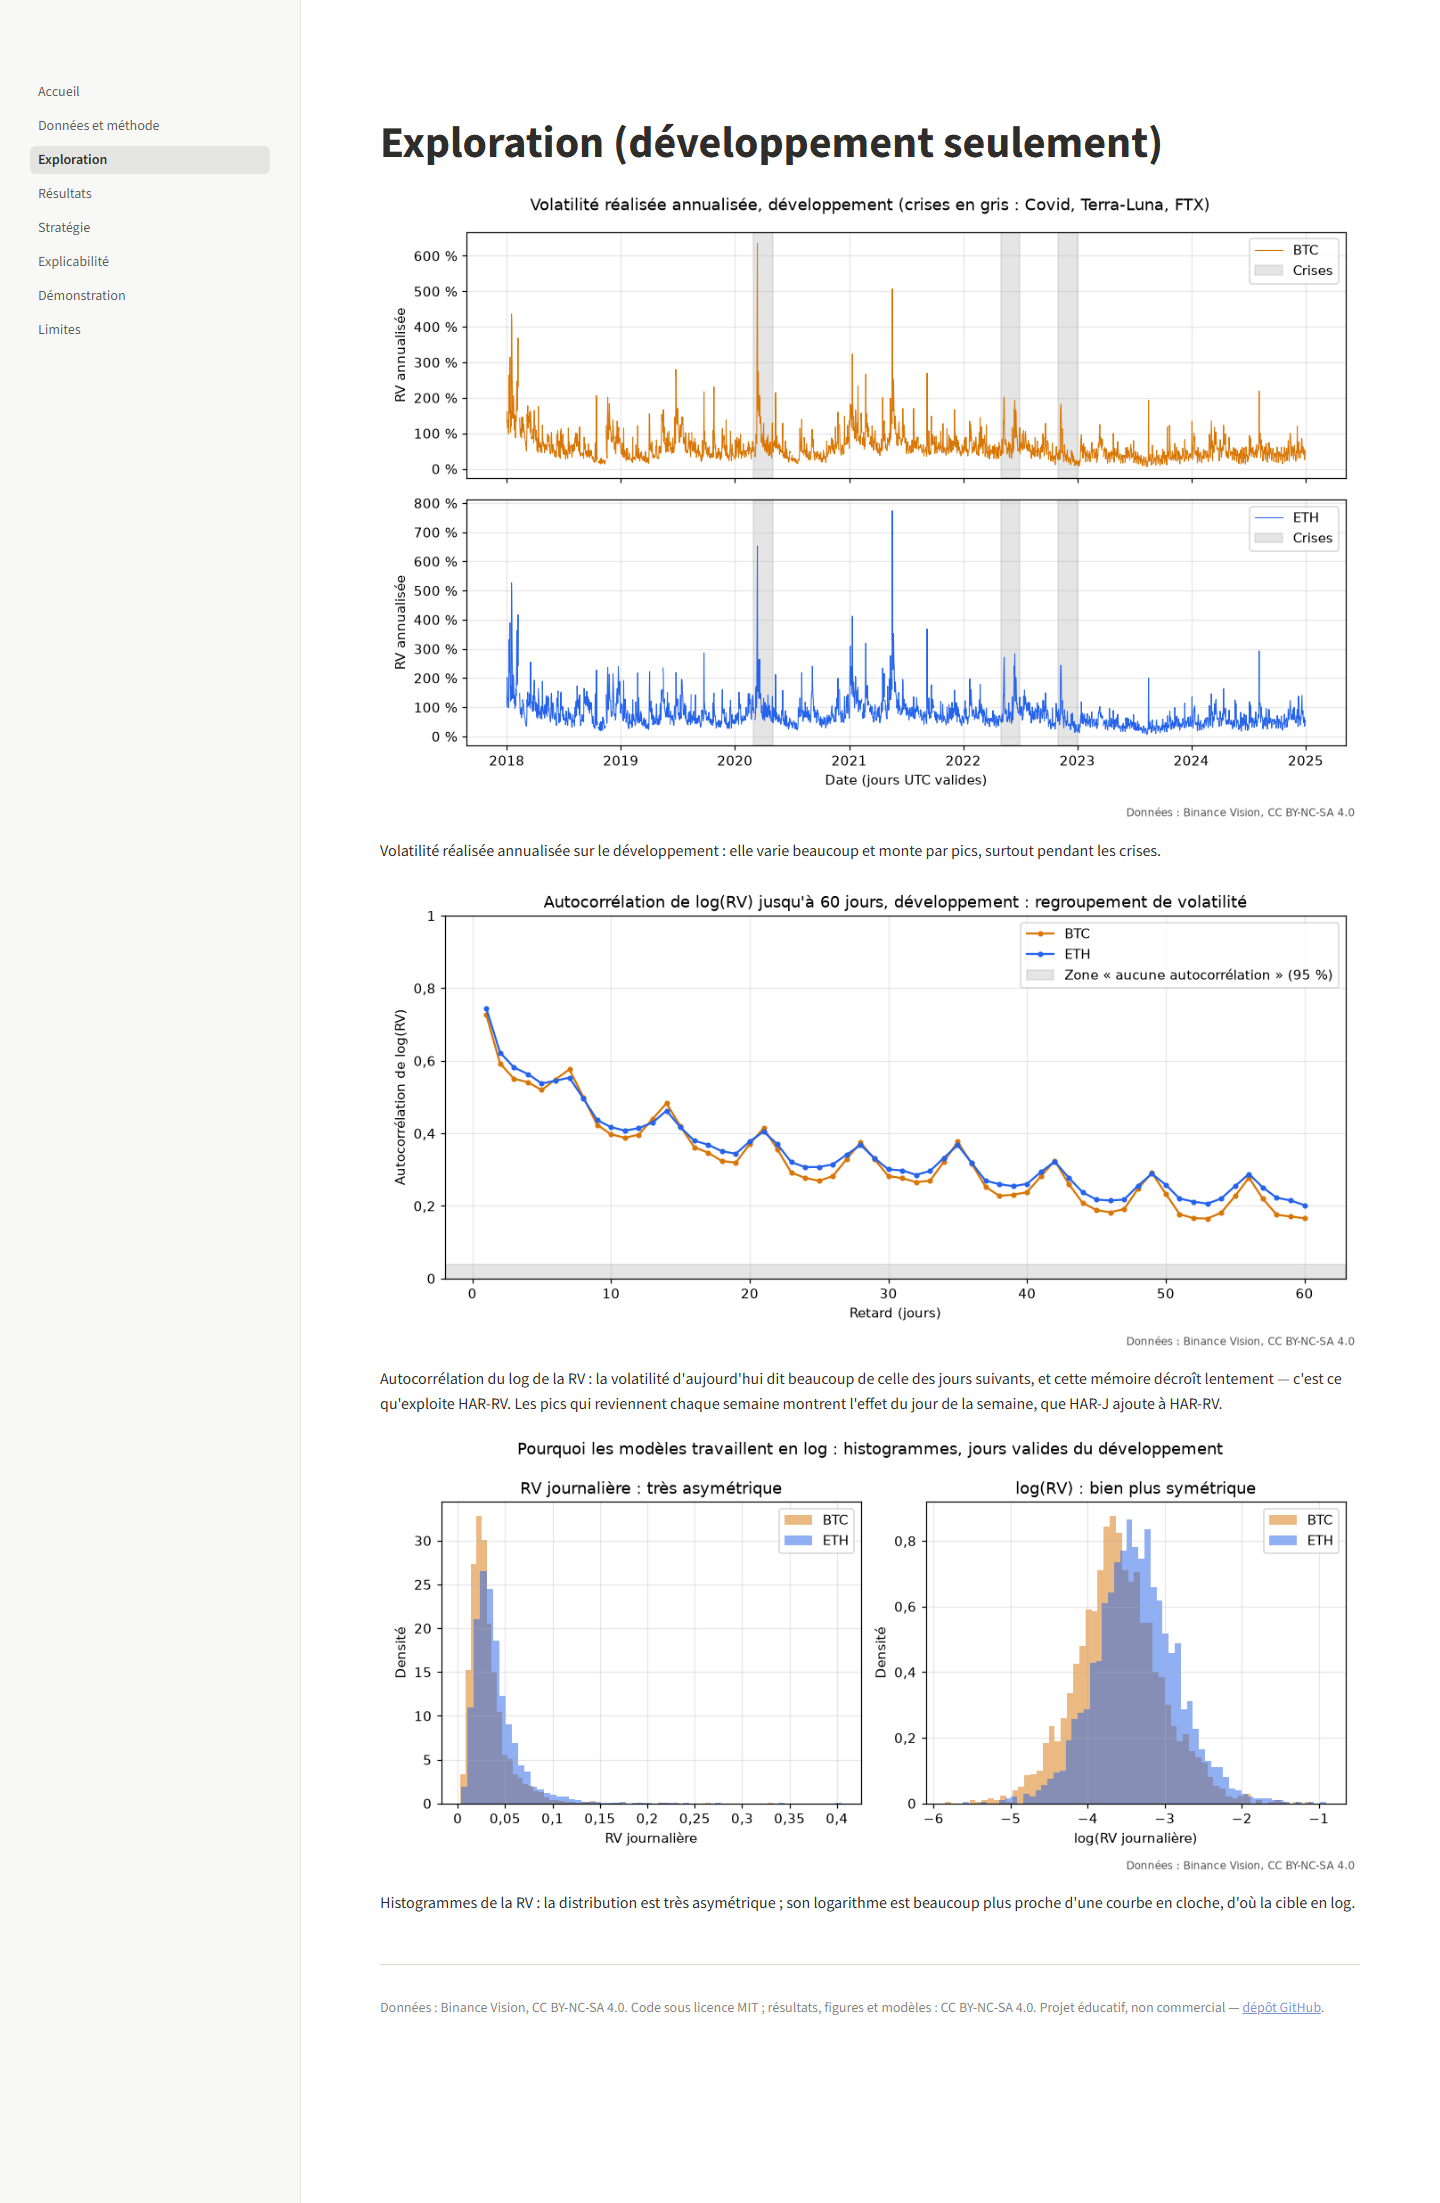 Accueil
Données et méthode
Exploration
Résultats
Stratégie
Explicabilité
Démonstration
Limites
Exploration (développement seulement)
Volatilité réalisée annualisée, développement (crises en gris : Covid, Terra-Luna, FTX)
RV annualisée
600 %
500 %
400 %
300 %
200 %
100 %
0 %
BTC
Crises
RV annualisée
800 %
700 %
600 %
500 %
400 %
300 %
200 %
100 %
0 %
ETH
Crises
2018 2019 2020 2021 2022 2023 2024 2025
Date (jours UTC valides)
Données : Binance Vision, CC BY-NC-SA 4.0
Volatilité réalisée annualisée sur le développement : elle varie beaucoup et monte par pics, surtout pendant les crises.
Autocorrélation de log(RV) jusqu'à 60 jours, développement : regroupement de volatilité
Autocorrélation de log(RV)
1
0,8
0,6
0,4
0,2
0
BTC
ETH
Zone « aucune autocorrélation » (95 %)
0 10 20 30 40 50 60
Retard (jours)
Données : Binance Vision, CC BY-NC-SA 4.0
Autocorrélation du log de la RV : la volatilité d'aujourd'hui dit beaucoup de celle des jours suivants, et cette mémoire décroît lentement — c'est ce
qu'exploite HAR-RV. Les pics qui reviennent chaque semaine montrent l'effet du jour de la semaine, que HAR-J ajoute à HAR-RV.
Pourquoi les modèles travaillent en log : histogrammes, jours valides du développement
RV journalière : très asymétrique
Densité
30
25
20
15
10
5
0
BTC
ETH
0 0,05 0,1 0,15 0,2 0,25 0,3 0,35 0,4
RV journalière
log(RV) : bien plus symétrique
Densité
0,8
0,6
0,4
0,2
0
BTC
ETH
−6 −5 −4 −3 −2 −1
log(RV journalière)
Données : Binance Vision, CC BY-NC-SA 4.0
Histogrammes de la RV : la distribution est très asymétrique ; son logarithme est beaucoup plus proche d'une courbe en cloche, d'où la cible en log.
Données : Binance Vision, CC BY-NC-SA 4.0. Code sous licence MIT ; résultats, figures et modèles : CC BY-NC-SA 4.0. Projet éducatif, non commercial — dépôt GitHub.